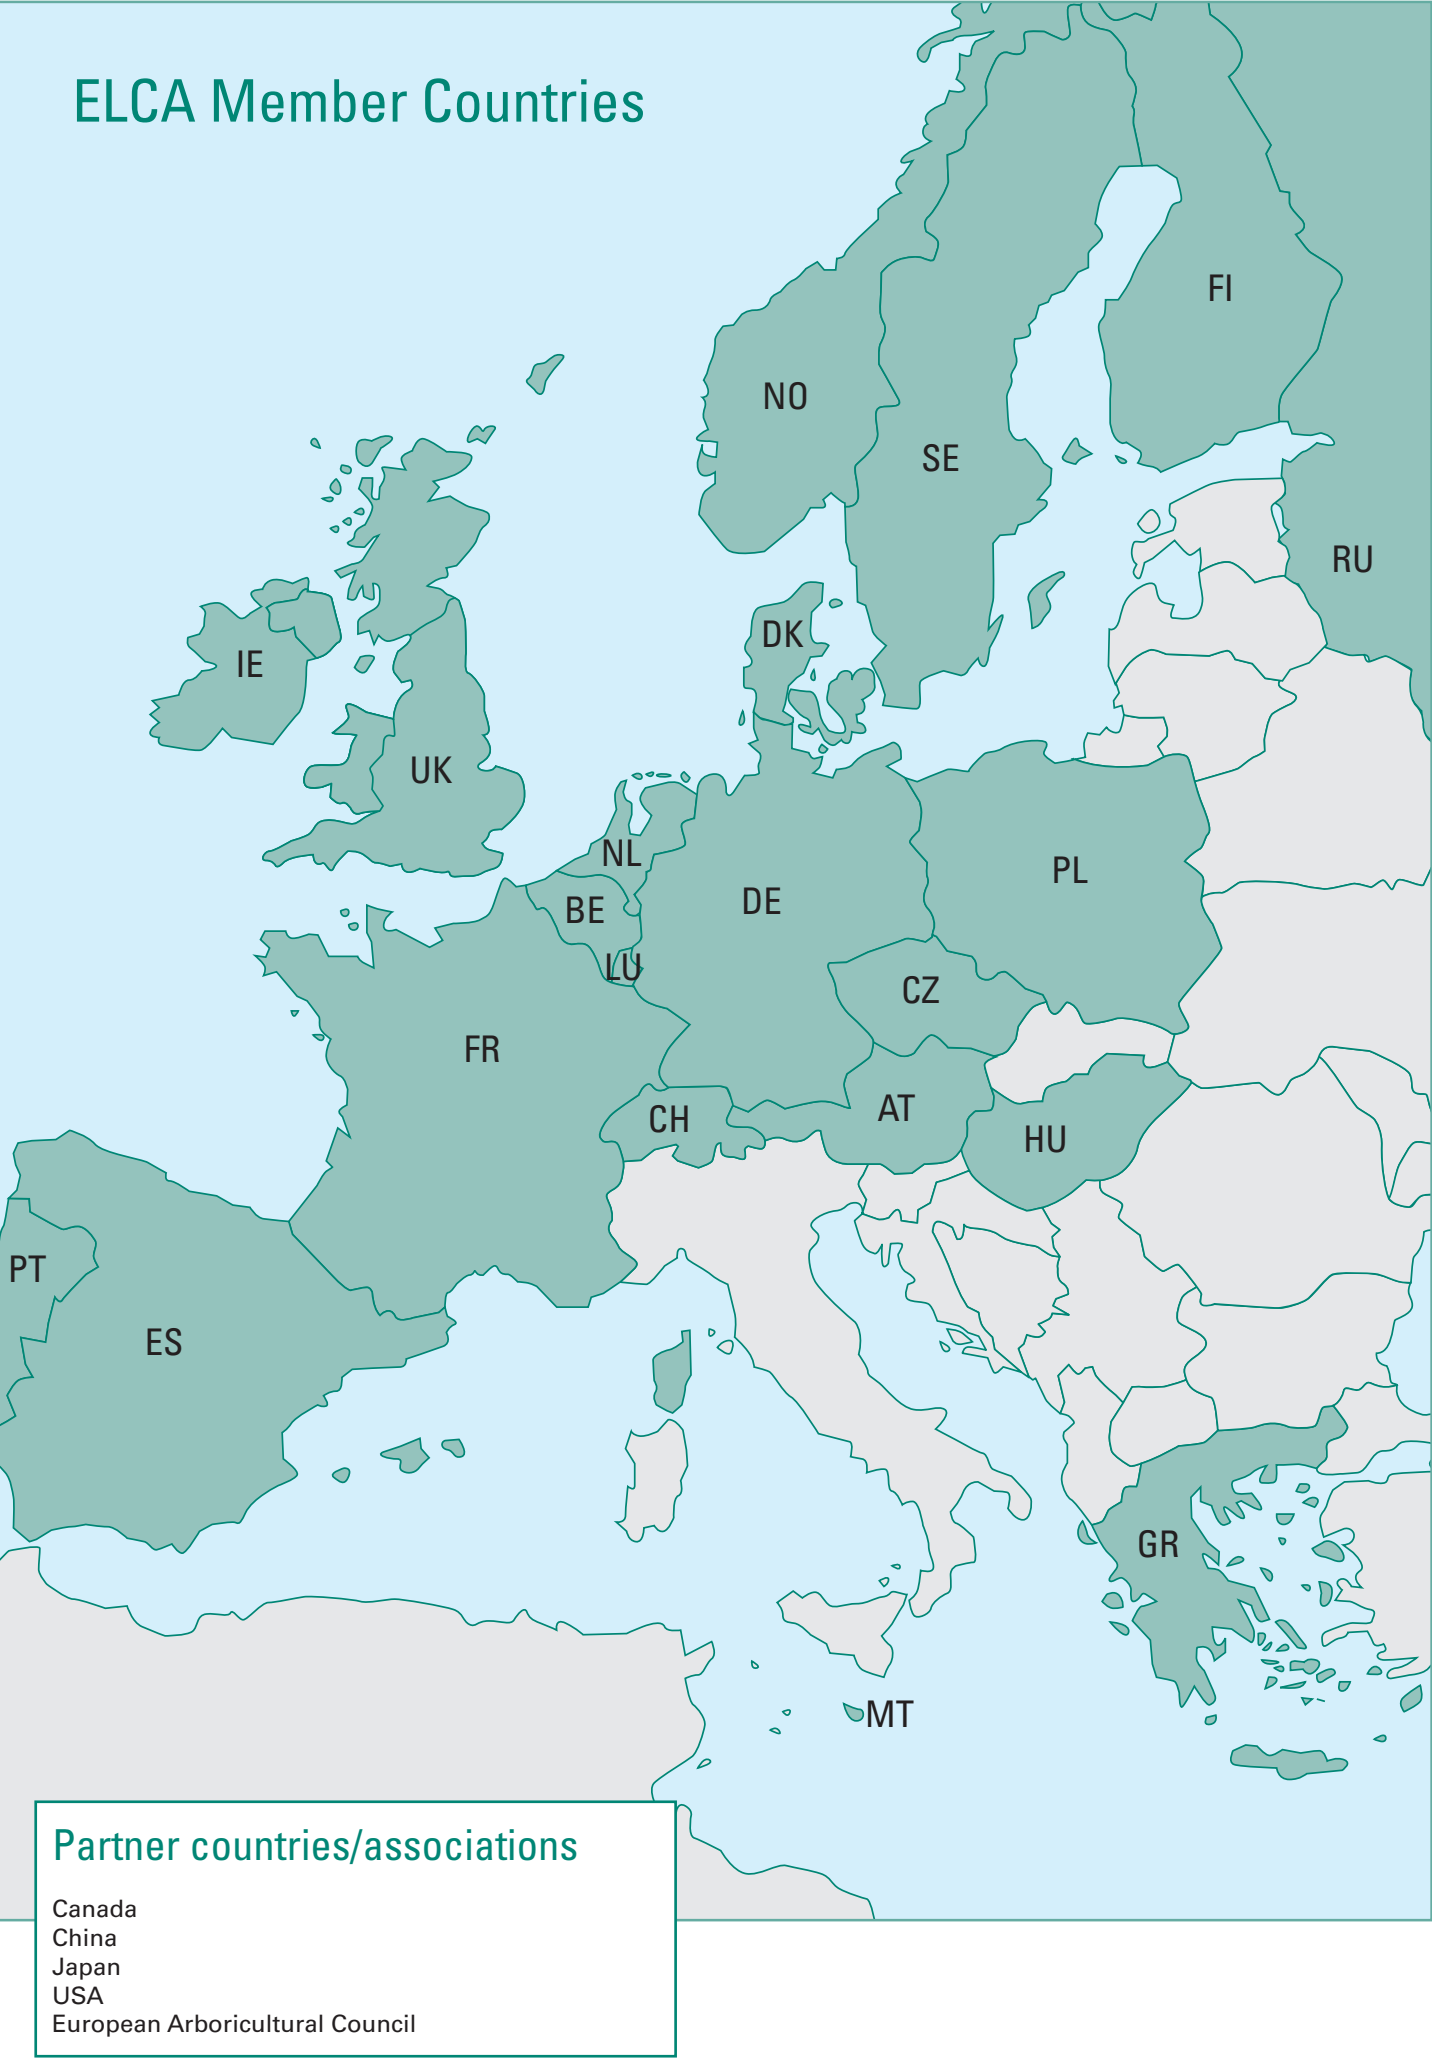 ELCA Member Countries
FI
NO
SE
RU
DK
IE
UK
NL
PL
DE
BE
LU
CZ
FR
AT
CH
HU
PT
ES
GR
MT
Partner countries/associations
Canada
China
Japan
USA
European Arboricultural Council